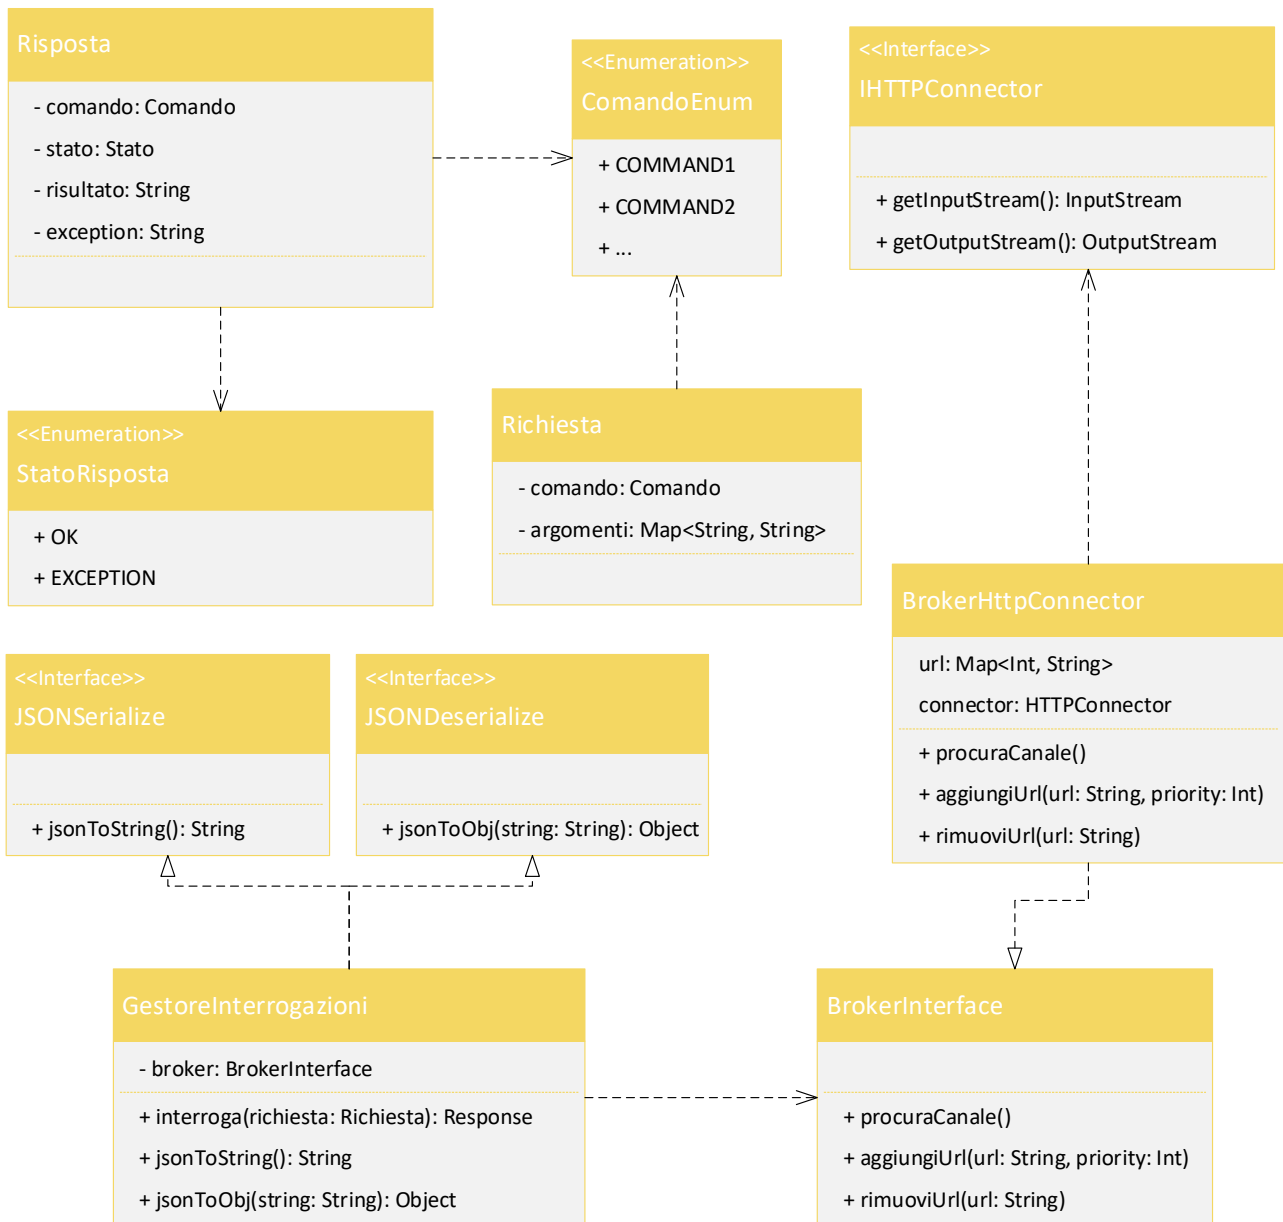 Risposta
- comando: Comando
- stato: Stato
- risultato: String
- exception: String
<<Enumeration>>
ComandoEnum
+ COMMAND1
+ COMMAND2
+ ...
<<Interface>>
IHTTPConnector
+ getInputStream(): InputStream
+ getOutputStream(): OutputStream
<<Enumeration>>
StatoRisposta
+ OK
+ EXCEPTION
Richiesta
- comando: Comando
- argomenti: Map<String, String>
BrokerHttpConnector
url: Map<Int, String>
connector: HTTPConnector
+ procuraCanale()
+ aggiungiUrl(url: String, priority: Int)
+ rimuoviUrl(url: String)
<<Interface>>
JSONSerialize
+ jsonToString(): String
<<Interface>>
JSONDeserialize
+ jsonToObj(string: String): Object
GestoreInterrogazioni
- broker: BrokerInterface
+ interroga(richiesta: Richiesta): Response
+ jsonToString(): String
+ jsonToObj(string: String): Object
BrokerInterface
+ procuraCanale()
+ aggiungiUrl(url: String, priority: Int)
+ rimuoviUrl(url: String)